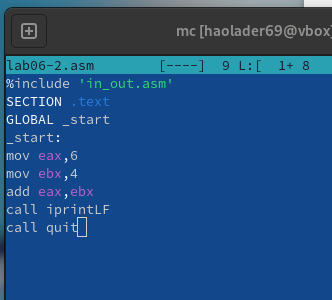 mc [haolader69@vbox]
lab06-2.asm [----] 9 L:[ 1+ 8
%include 'in_out.asm'
SECTION .text
GLOBAL _start
_start:
mov eax,6
mov ebx,4
add eax,ebx
call iprintLF
call quit